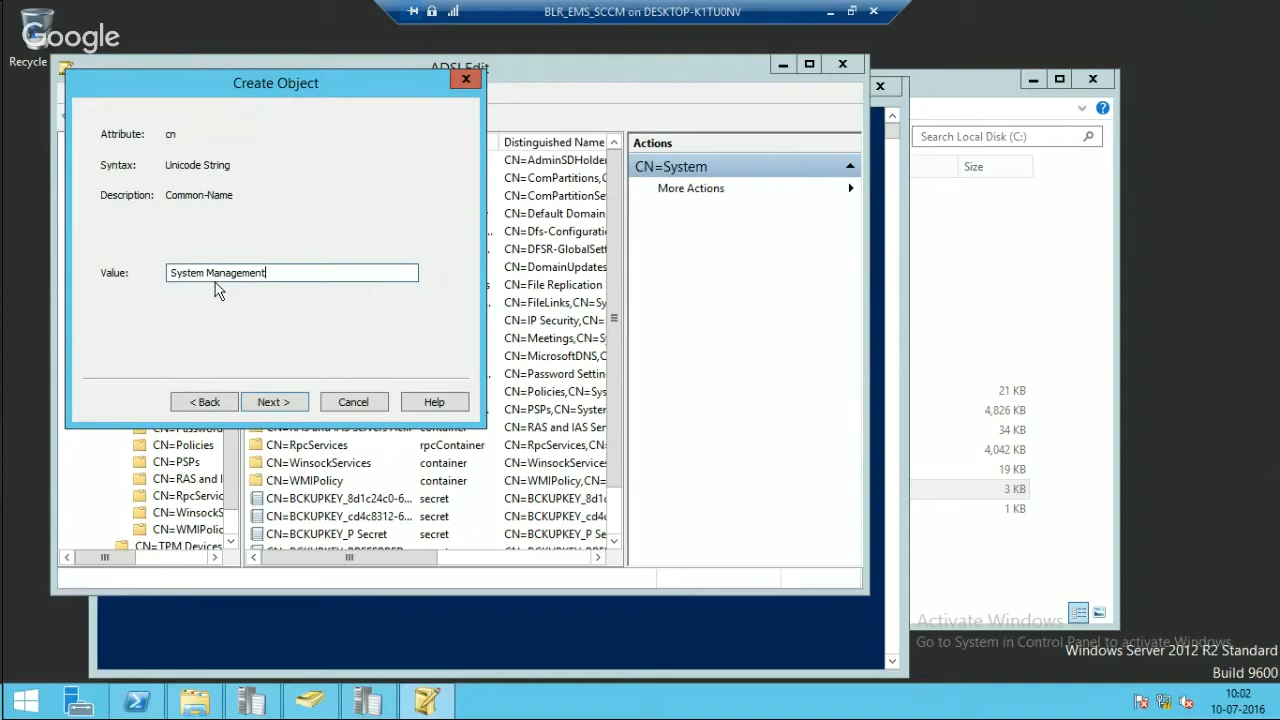 BLR_EMS_SCCM on DESKTOP-K1TU0NV
Google
Recycle
ADSI Edit
Create Object
Attribute: cn
Syntax: Unicode String
Description: Common-Name
Value: System Management
< Back
Next >
Cancel
Help
Distinguished Name
CN=AdminSDHolde
CN=ComPartitions,
CN=ComPartitionSe
CN=Default Domain
CN=Dfs-Configurati
CN=DFSR-GlobalSett
CN=DomainUpdates
CN=File Replication
CN=FileLinks,CN=Sy
CN=IP Security,CN=
CN=Meetings,CN=S
CN=MicrosoftDNS,
CN=Password Settin
CN=Policies,CN=Sys
CN=PSPs,CN=System
CN=RAS and IAS Ser
CN=RpcServices rpcContainer CN=RpcServices,CN
CN=WinsockServices container CN=WinsockServices
CN=WMIPolicy container CN=WMIPolicy,CN=
CN=BCKUPKEY_8d1c24c0-6... secret CN=BCKUPKEY_8d1c
CN=BCKUPKEY_cd4c8312-6... secret CN=BCKUPKEY_cd4c
CN=BCKUPKEY_P Secret secret CN=BCKUPKEY_P Se
CN=Policies
CN=PSPs
CN=RAS and I
CN=RpcServic
CN=WinsockS
CN=WMIPolic
CN=TPM Devices
Actions
CN=System
More Actions
Search Local Disk (C:)
Size
21 KB
4,826 KB
34 KB
4,042 KB
19 KB
3 KB
1 KB
Activate Windows
Go to System in Control Panel to activate Windows.
Windows Server 2012 R2 Standard
Build 9600
10:02
10-07-2016